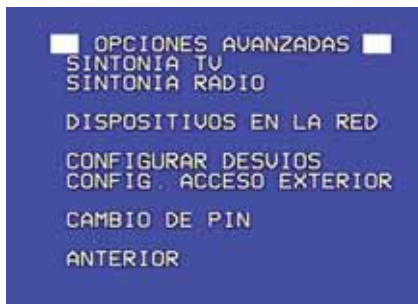 OPCIONES AVANZADAS
SINTONIA TV
SINTONIA RADIO
DISPOSITIVOS EN LA RED
CONFIGURAR DESVIOS
CONFIG. ACCESO EXTERIOR
CAMBIO DE PIN
ANTERIOR